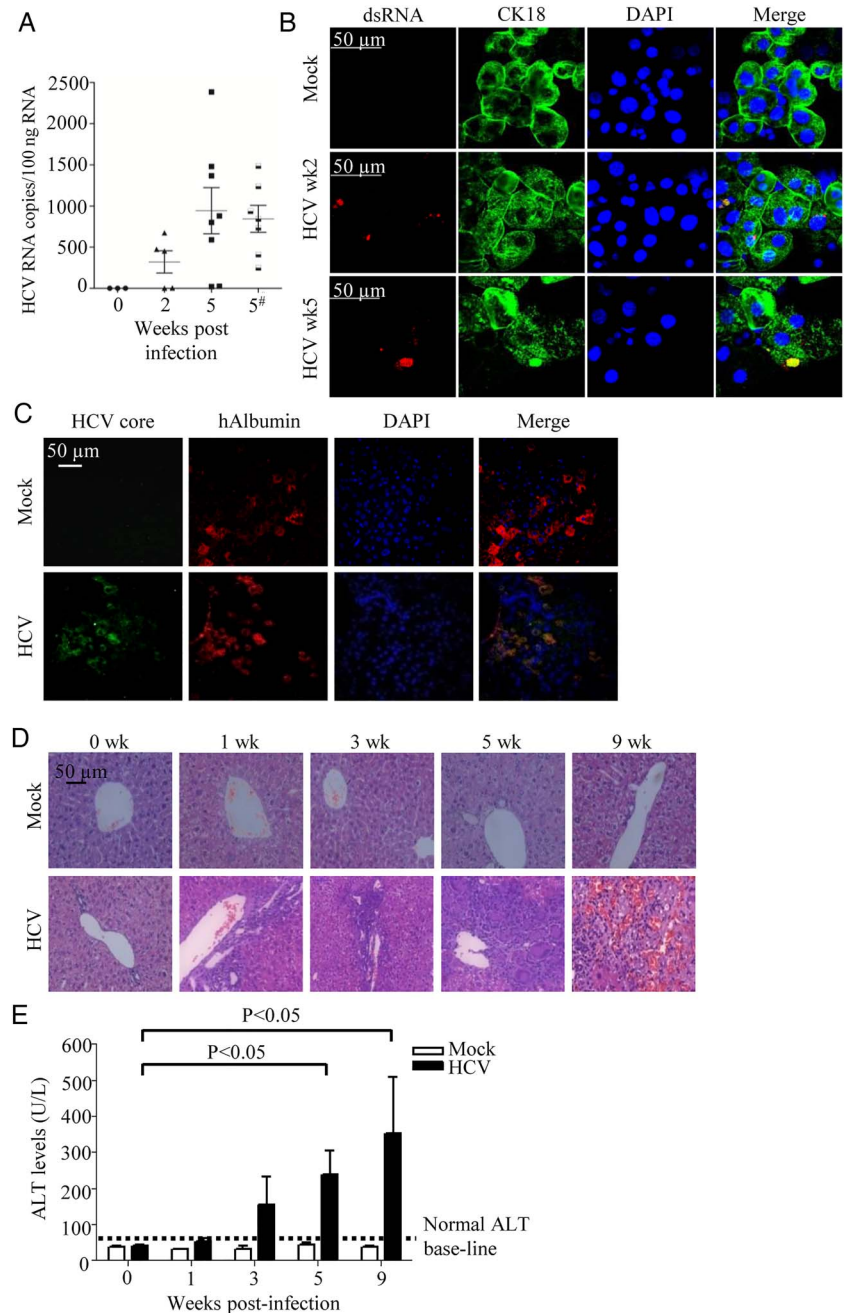 A
HCV RNA copies/100 ng RNA
2500
2000
1500
1000
500
0
0 2 5 5#
Weeks post
infection
B
dsRNA CK18 DAPI Merge
50 µm
Mock
50 µm
HCV wk2
50 µm
HCV wk5
C
HCV core hAlbumin DAPI Merge
50 µm
Mock
HCV
D
0 wk 1 wk 3 wk 5 wk 9 wk
50 µm
Mock
HCV
E
P<0.05
P<0.05
Mock
HCV
ALT levels (U/L)
600
500
400
300
200
100
0
Normal ALT
base-line
0 1 3 5 9
Weeks post-infection